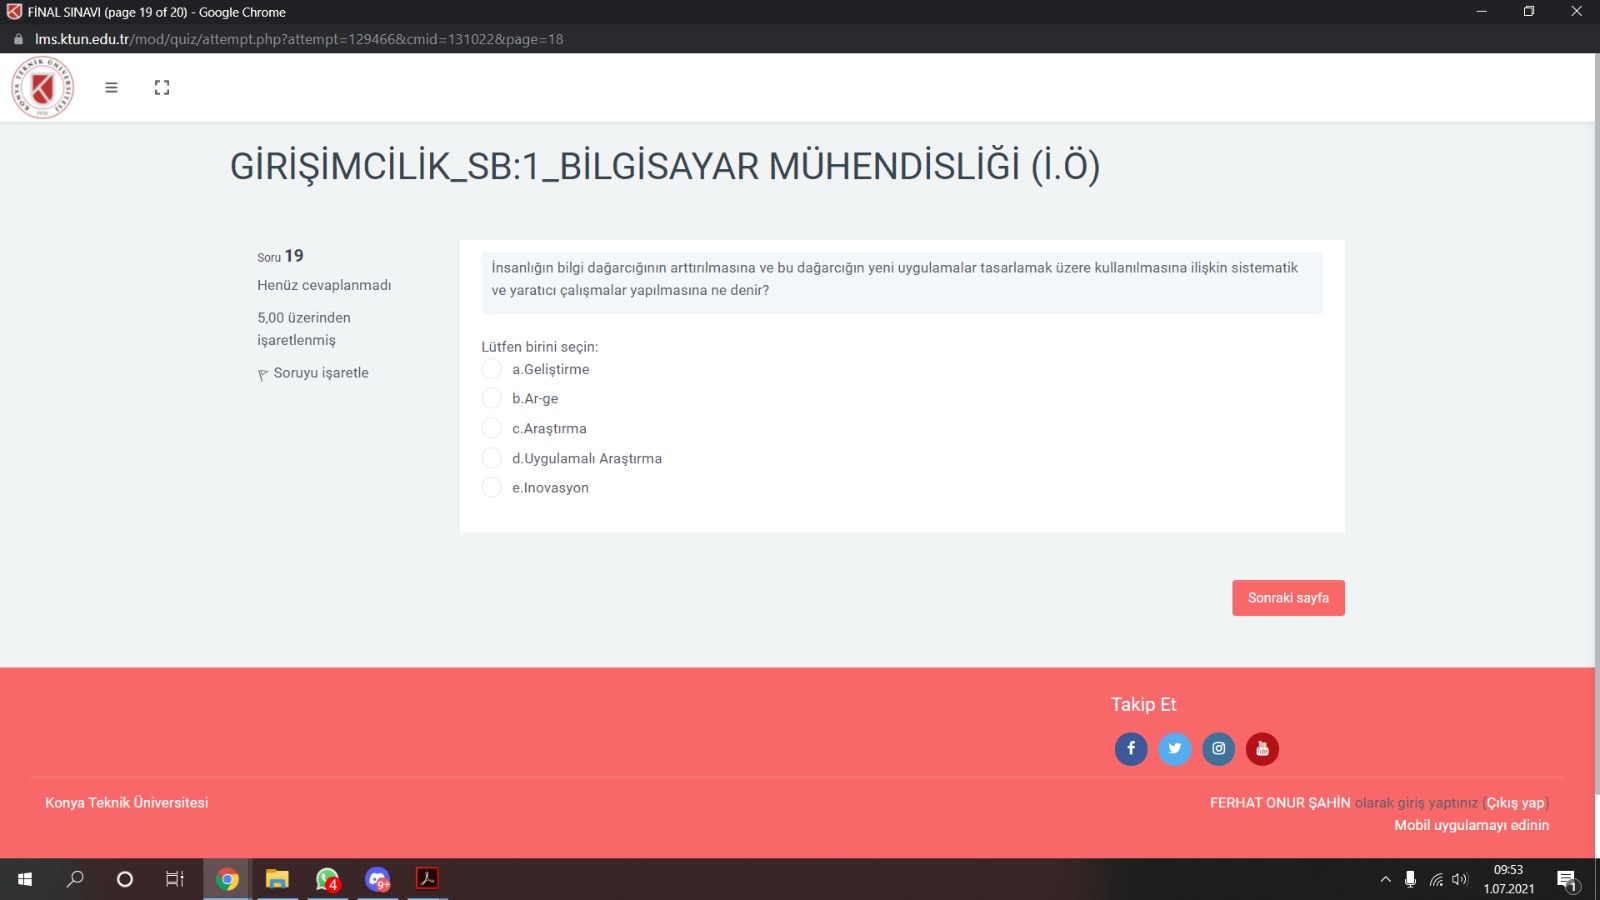 FİNAL SINAVI (page 19 of 20) - Google Chrome
lms.ktun.edu.tr/mod/quiz/attempt.php?attempt=129466&cmid=131022&page=18
GİRİŞİMCİLİK_SB:1_BİLGİSAYAR MÜHENDİSLİĞİ (İ.Ö)
Soru 19
Henüz cevaplanmadı
5,00 üzerinden
işaretlenmiş
Soruyu işaretle
İnsanlığın bilgi dağarcığının arttırılmasına ve bu dağarcığın yeni uygulamalar tasarlamak üzere kullanılmasına ilişkin sistematik
ve yaratıcı çalışmalar yapılmasına ne denir?
Lütfen birini seçin:
a.Geliştirme
b.Ar-ge
c.Araştırma
d.Uygulamalı Araştırma
e.Inovasyon
Sonraki sayfa
Takip Et
Konya Teknik Üniversitesi
FERHAT ONUR ŞAHİN olarak giriş yaptınız (Çıkış yap)
Mobil uygulamayı edinin
4
9+
09:53
1.07.2021
1